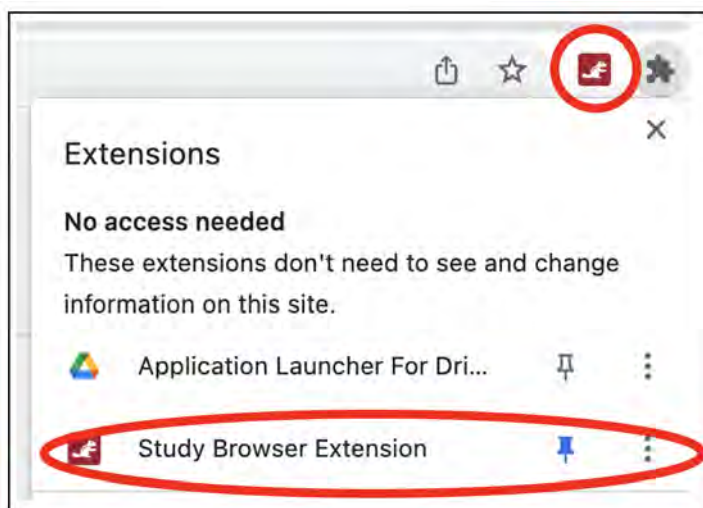 Extensions
No access needed
These extensions don't need to see and change
information on this site.
Application Launcher For Dri...
Study Browser Extension